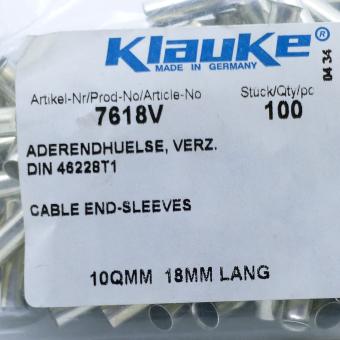 Klauke®
MADE IN GERMANY
04 34
Artikel-Nr/Prod-No/Article-No
Stück/Qty/pc
7618V
100
ADERENDHUELSE, VERZ.
DIN 46228T1
CABLE END-SLEEVES
10QMM 18MM LANG